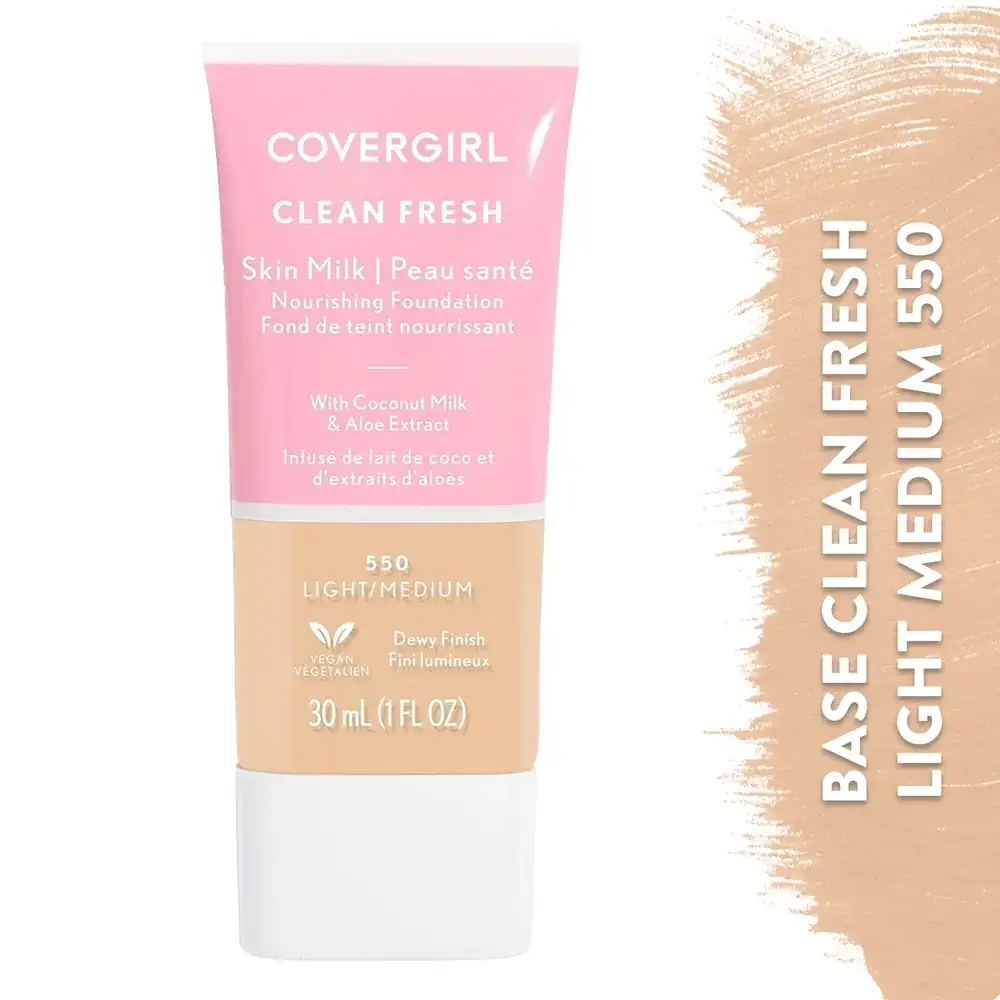 COVERGIRL
CLEAN FRESH
Skin Milk | Peau santé
Nourishing Foundation
Fond de teint nourrissant
With Coconut Milk
& Aloe Extract
Infusé de lait de coco et
d'extraits d'aloès
550
LIGHT/MEDIUM
VEGAN
VÉGÉTALIEN
Dewy Finish
Fini lumineux
30 mL (1 FL OZ)
BASE CLEAN FRESH
LIGHT MEDIUM 550